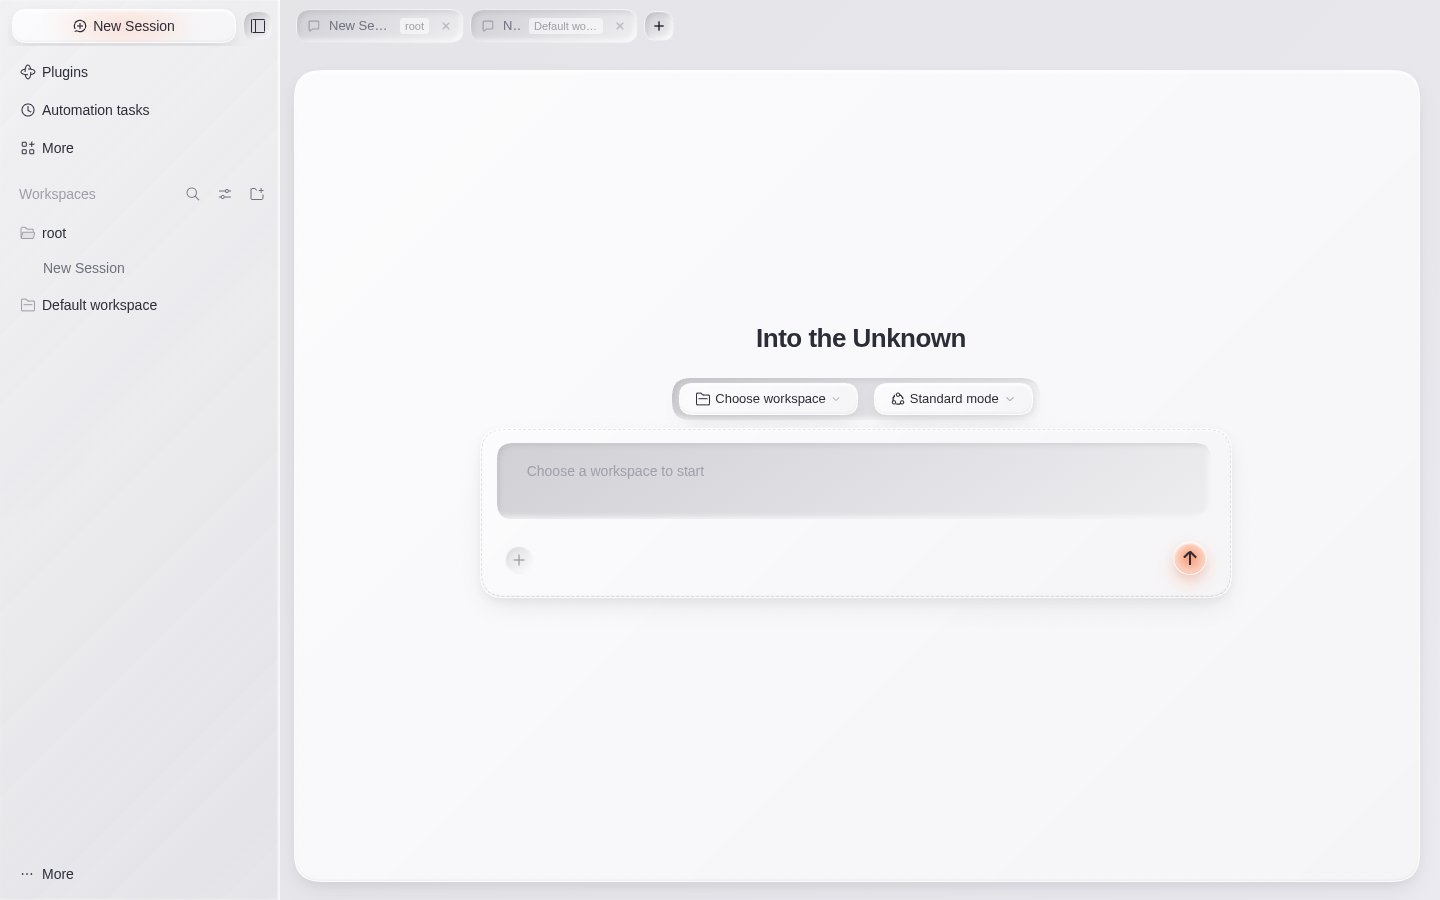 New Session
New Se...
root
N..
Default wo...
Plugins
Automation tasks
More
Workspaces
root
New Session
Default workspace
Into the Unknown
Choose workspace
Standard mode
Choose a workspace to start
More